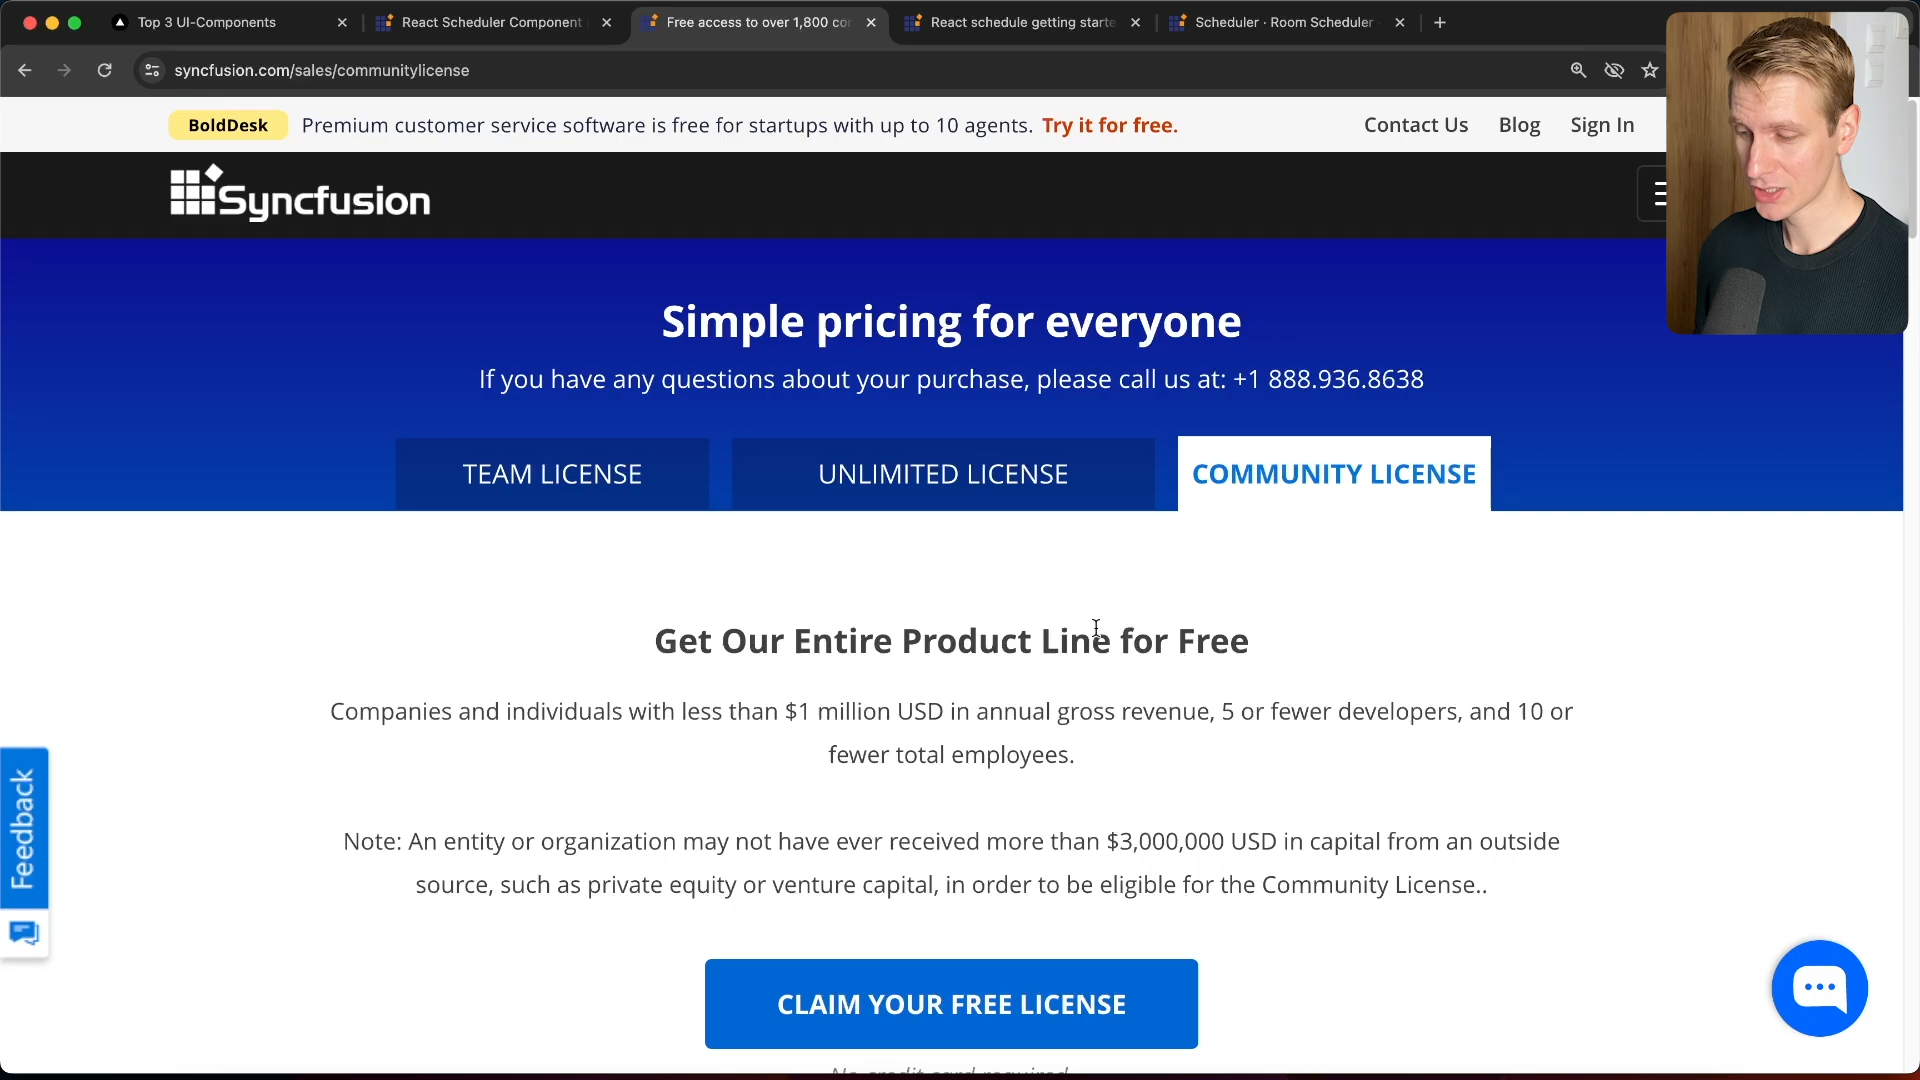 Top 3 UI-Components
React Scheduler Component
Free access to over 1,800 cor
React schedule getting starte
Scheduler · Room Scheduler
syncfusion.com/sales/communitylicense
BoldDesk Premium customer service software is free for startups with up to 10 agents. Try it for free.
Contact Us Blog Sign In
Syncfusion
Simple pricing for everyone
If you have any questions about your purchase, please call us at: +1 888.936.8638
TEAM LICENSE
UNLIMITED LICENSE
COMMUNITY LICENSE
Get Our Entire Product Line for Free
Companies and individuals with less than $1 million USD in annual gross revenue, 5 or fewer developers, and 10 or
fewer total employees.
Note: An entity or organization may not have ever received more than $3,000,000 USD in capital from an outside
source, such as private equity or venture capital, in order to be eligible for the Community License..
Feedback
CLAIM YOUR FREE LICENSE
No credit card required